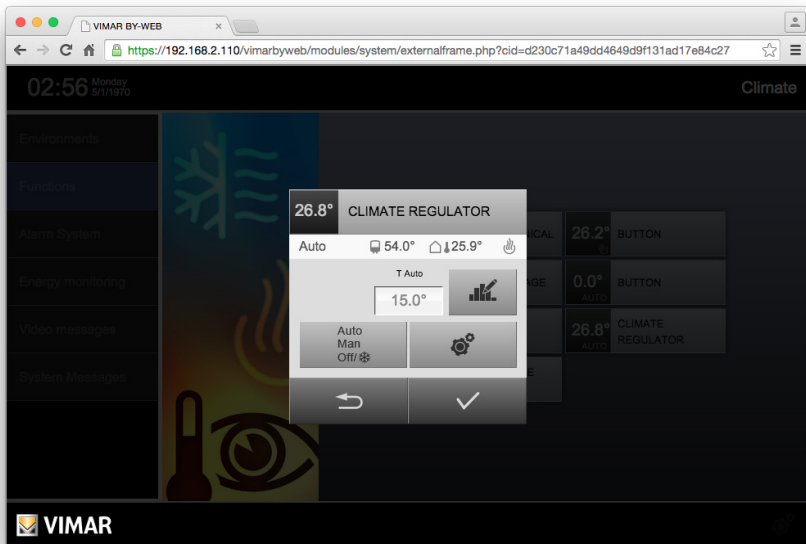 VIMAR BY-WEB
https://192.168.2.110/vimarbyweb/modules/system/externalframe.php?cid=d230c71a49dd4649d9f131ad17e84c27
02:56 Monday
5/1/1970
Climate
Environments
Functions
Alarm System
Energy monitoring
Video messages
System Messages
26.8° CLIMATE REGULATOR
Auto 54.0° 25.9°
T Auto
15.0°
Auto
Man
Off/
ICAL
26.2° BUTTON
AGE
0.0° BUTTON
AUTO
26.8° CLIMATE
AUTO REGULATOR
E
VIMAR